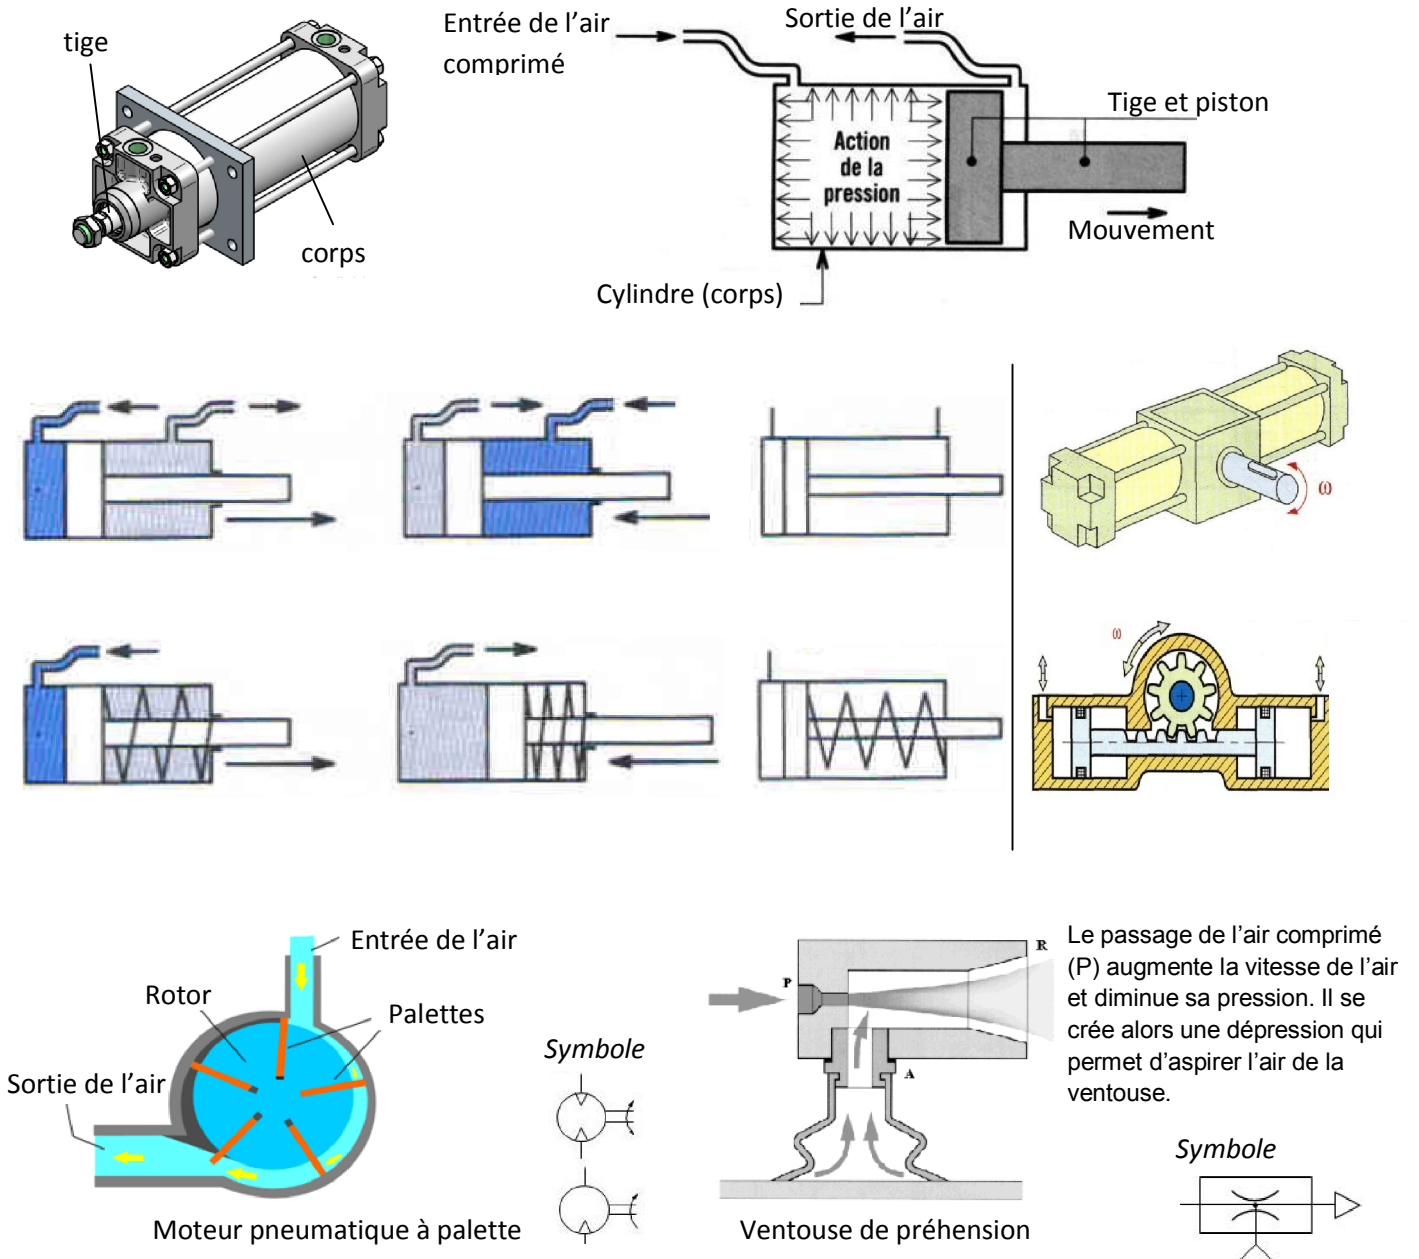 tige
corps
Entrée de l’air
comprimé
Sortie de l’air
Action
de la
pression
Tige et piston
Mouvement
Cylindre (corps)
ω
ω
Entrée de l’air
Rotor
Palettes
Sortie de l’air
Moteur pneumatique à palette
Symbole
P
R
A
Ventouse de préhension
Le passage de l’air comprimé
(P) augmente la vitesse de l’air
et diminue sa pression. Il se
crée alors une dépression qui
permet d’aspirer l’air de la
ventouse.
Symbole